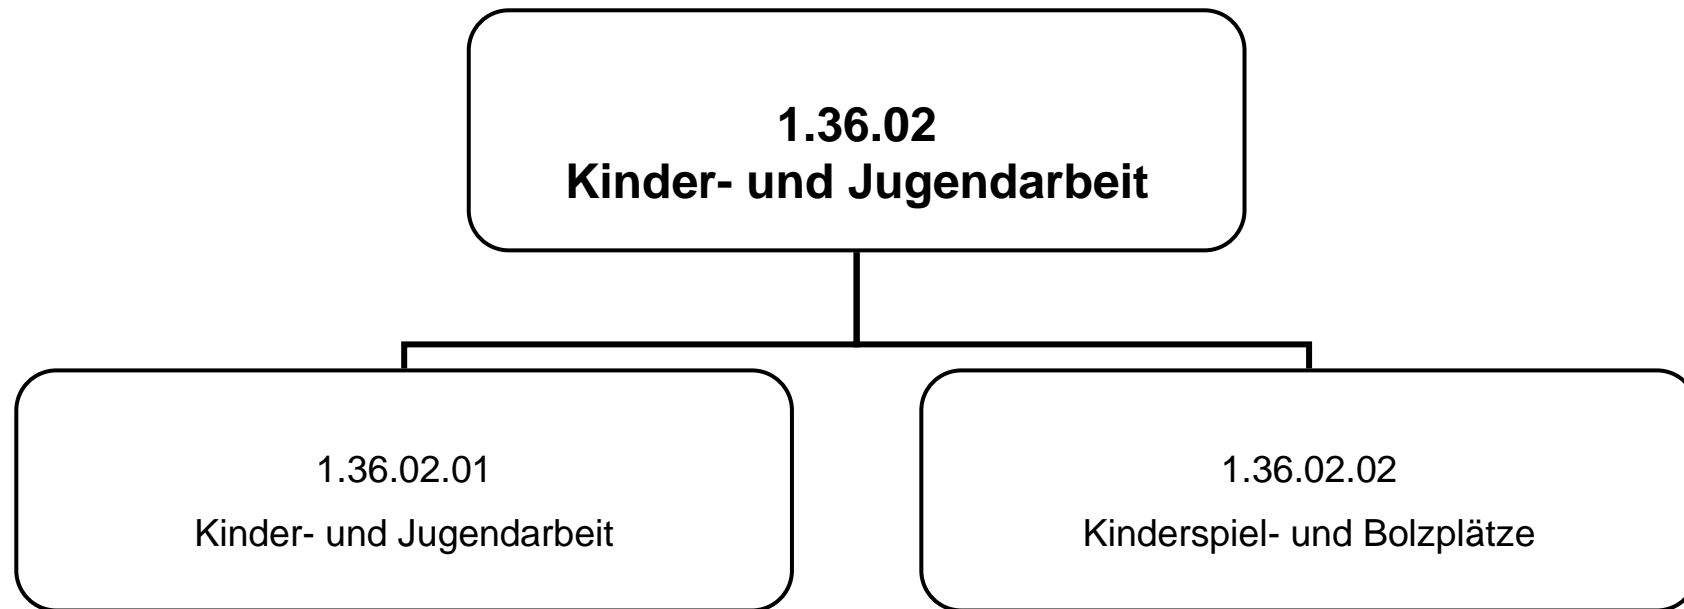 1.36.02
Kinder- und Jugendarbeit
1.36.02.01
Kinder- und Jugendarbeit
1.36.02.02
Kinderspiel- und Bolzplätze